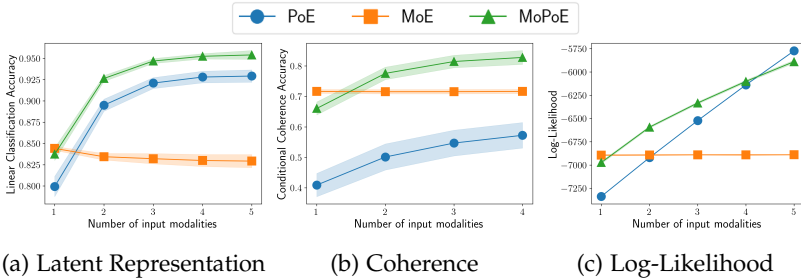 PoE MoE MoPoE
Linear Classification Accuracy
0.950
0.925
0.900
0.875
0.850
0.825
0.800
1 2 3 4 5
Number of input modalities
(a) Latent Representation
Conditional Coherence Accuracy
0.9
0.8
0.7
0.6
0.5
0.4
1 2 3 4
Number of input modalities
(b) Coherence
Log-Likelihood
−5750
−6000
−6250
−6500
−6750
−7000
−7250
1 2 3 4 5
Number of input modalities
(c) Log-Likelihood